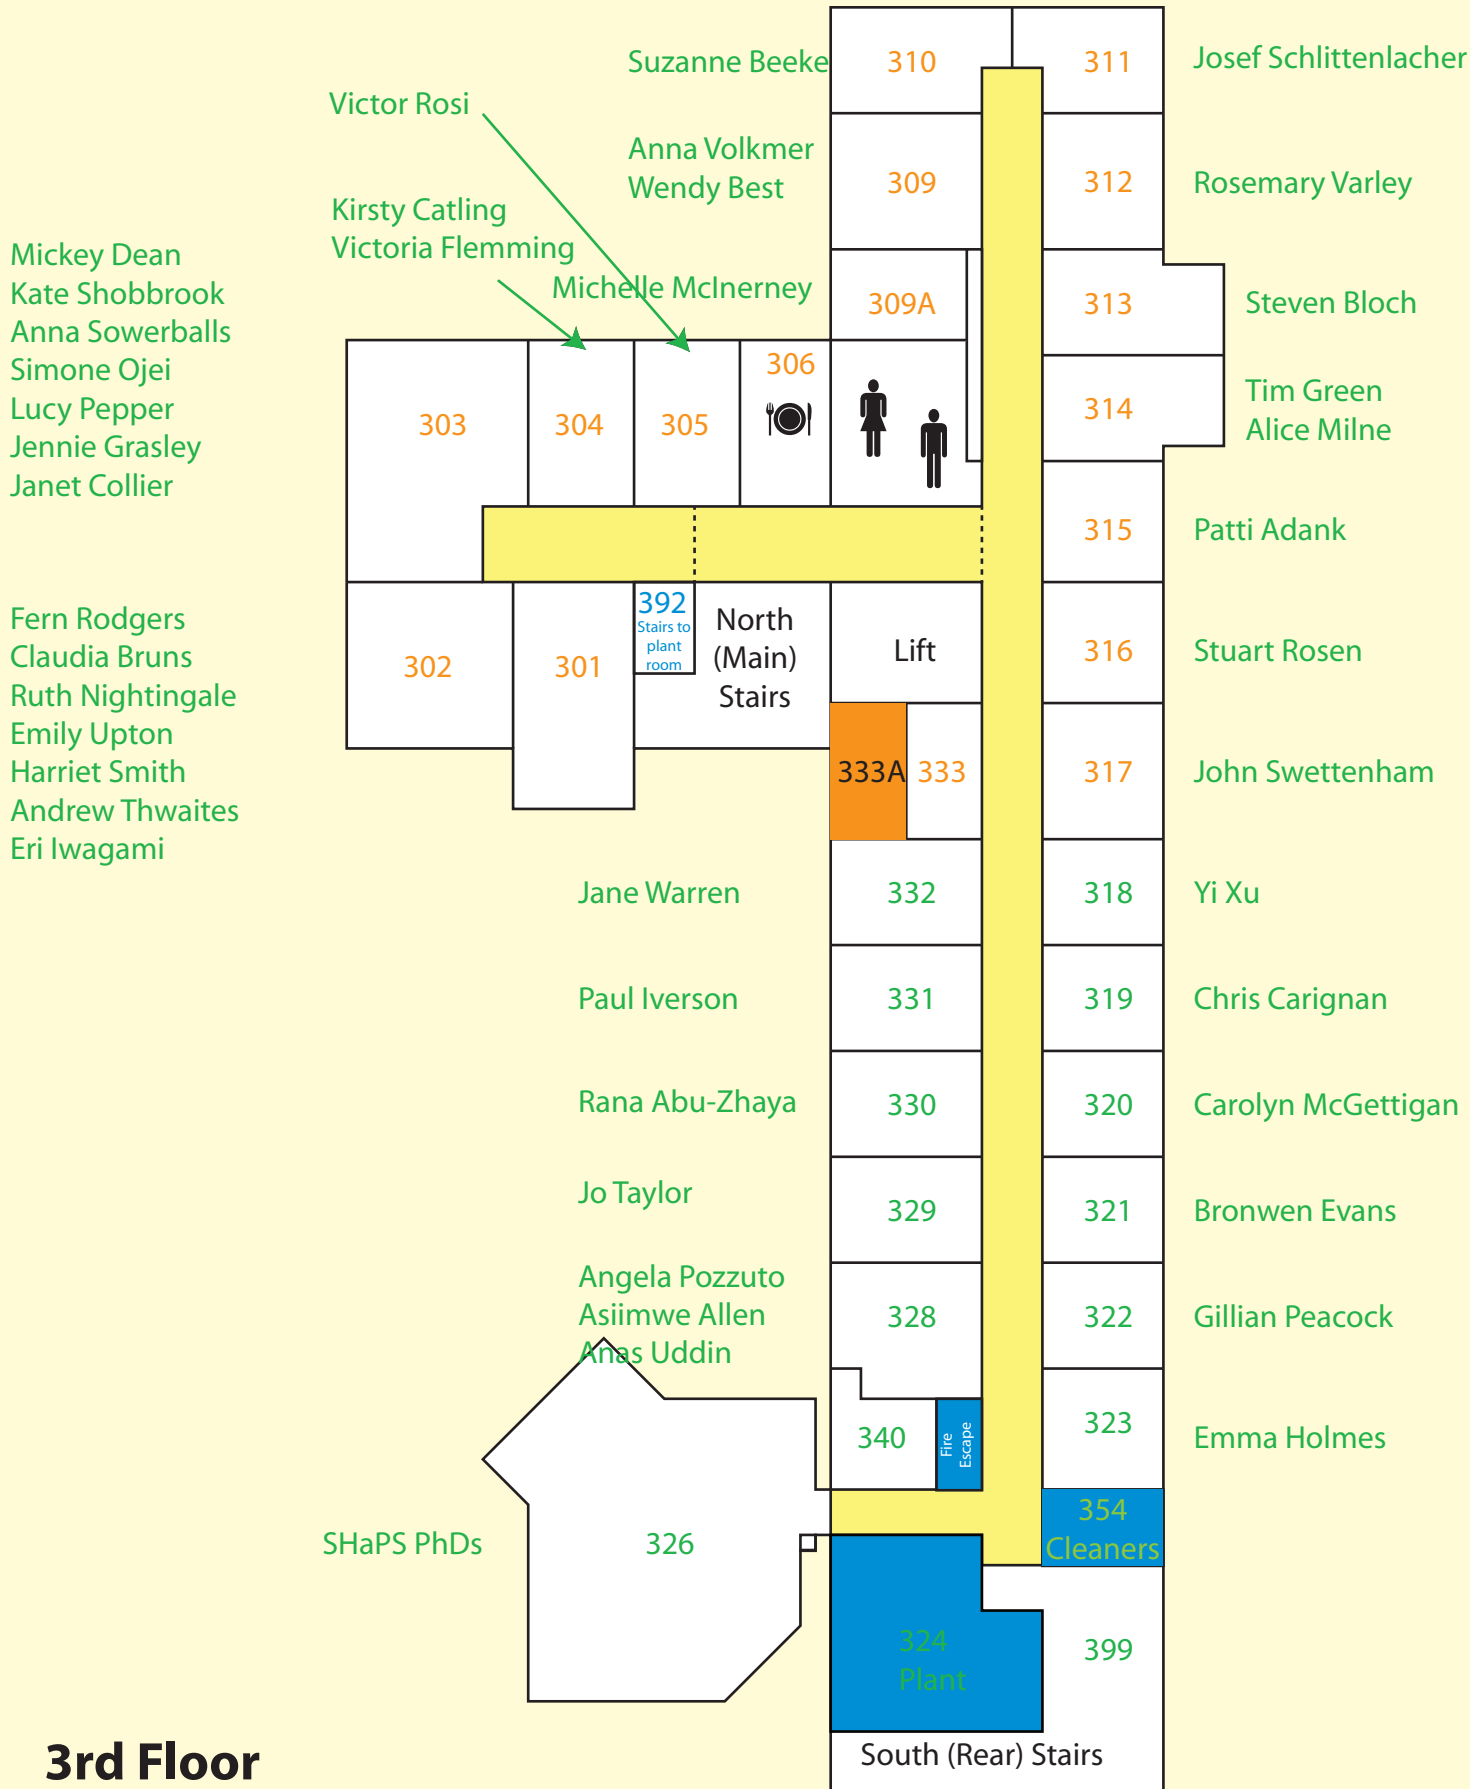 Suzanne Beeke
310
311
Josef Schlittenlacher
Victor Rosi
Anna Volkmer
Wendy Best
309
312
Rosemary Varley
Kirsty Catling
Victoria Flemming
Mickey Dean
Kate Shobbrook
Anna Sowerballs
Simone Ojei
Lucy Pepper
Jennie Grasley
Janet Collier
Michelle McInerney
309A
313
Steven Bloch
303
304
305
306
314
Tim Green
Alice Milne
315
Patti Adank
Fern Rodgers
Claudia Bruns
Ruth Nightingale
Emily Upton
Harriet Smith
Andrew Thwaites
Eri Iwagami
302
301
392
Stairs to
plant
room
North
(Main)
Stairs
Lift
316
Stuart Rosen
333A
333
317
John Swettenham
Jane Warren
332
318
Yi Xu
Paul Iverson
331
319
Chris Carignan
Rana Abu-Zhaya
330
320
Carolyn McGettigan
Jo Taylor
329
321
Bronwen Evans
Angela Pozzuto
Asiimwe Allen
Anas Uddin
328
322
Gillian Peacock
340
Fire
Escape
323
Emma Holmes
354
Cleaners
SHaPS PhDs
326
324
Plant
399
South (Rear) Stairs
3rd Floor